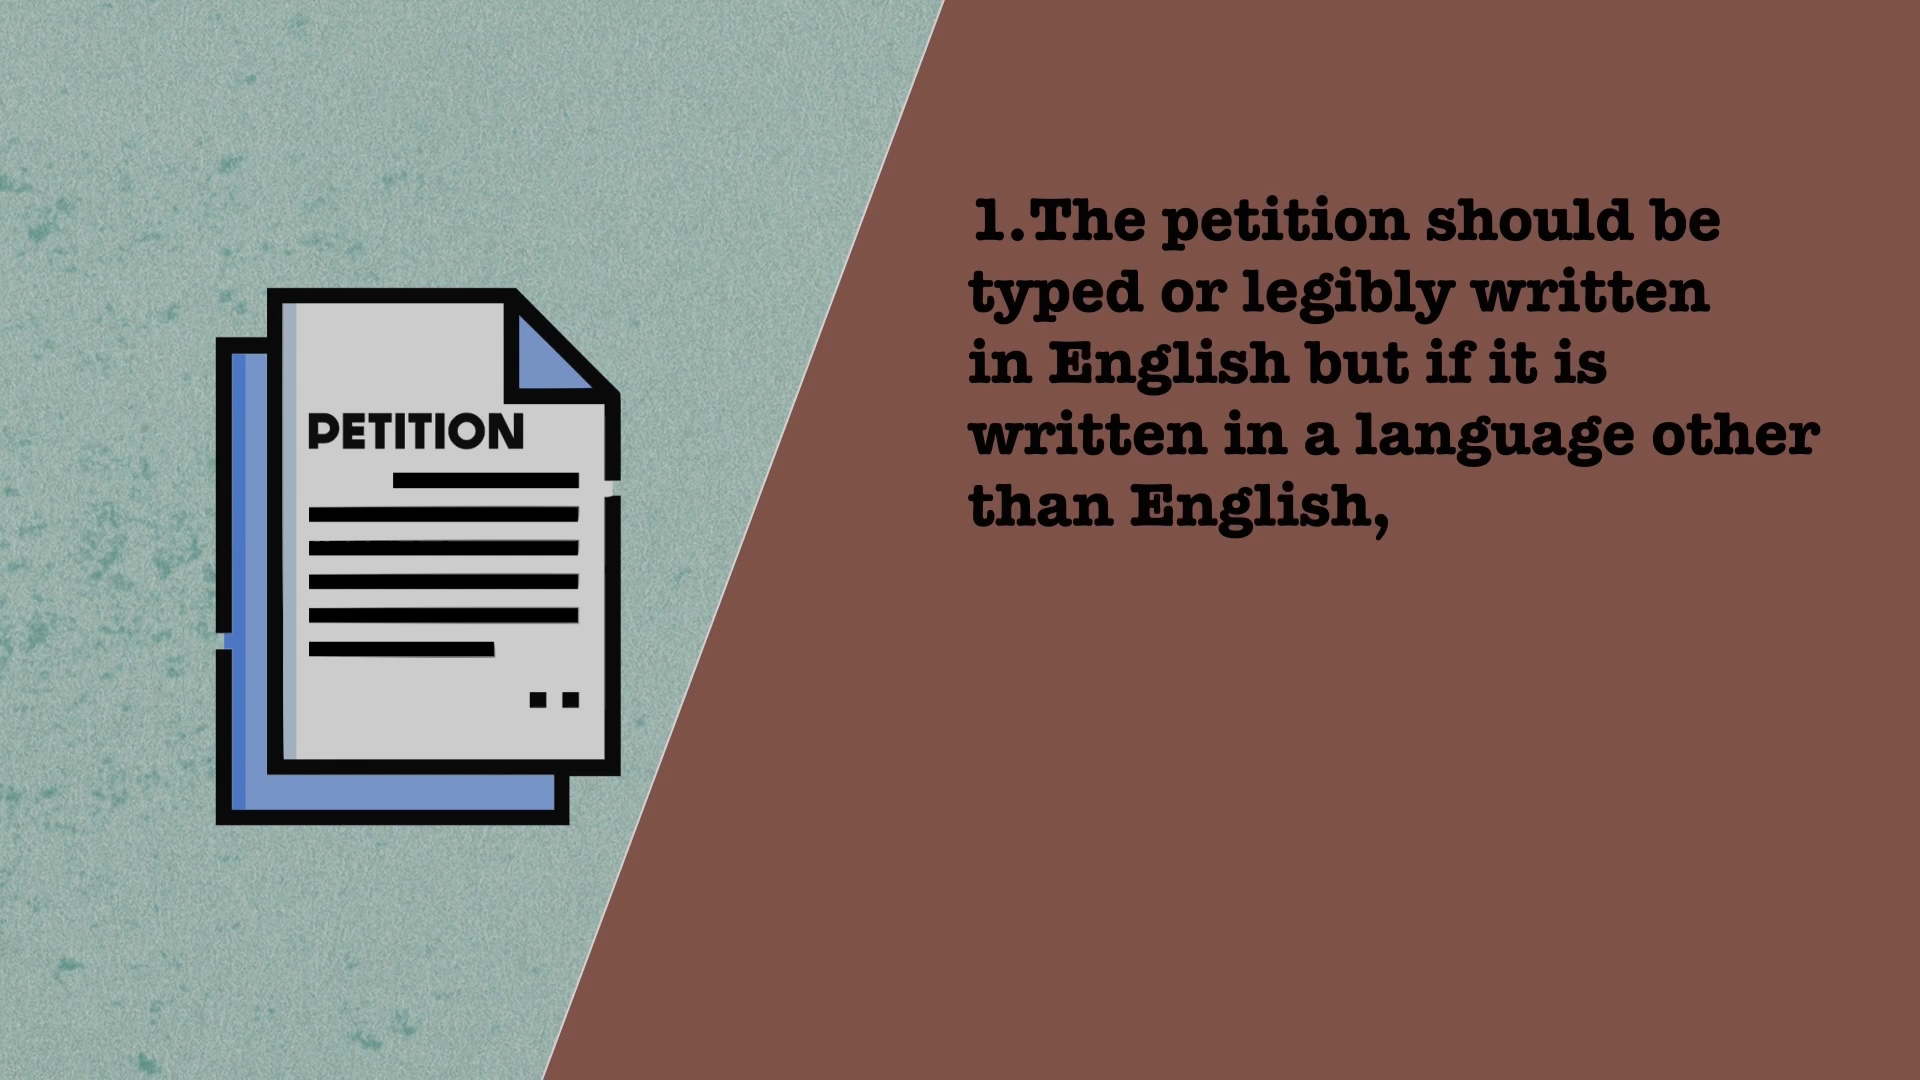 PETITION
1.The petition should be
typed or legibly written
in English but if it is
written in a language other
than English,